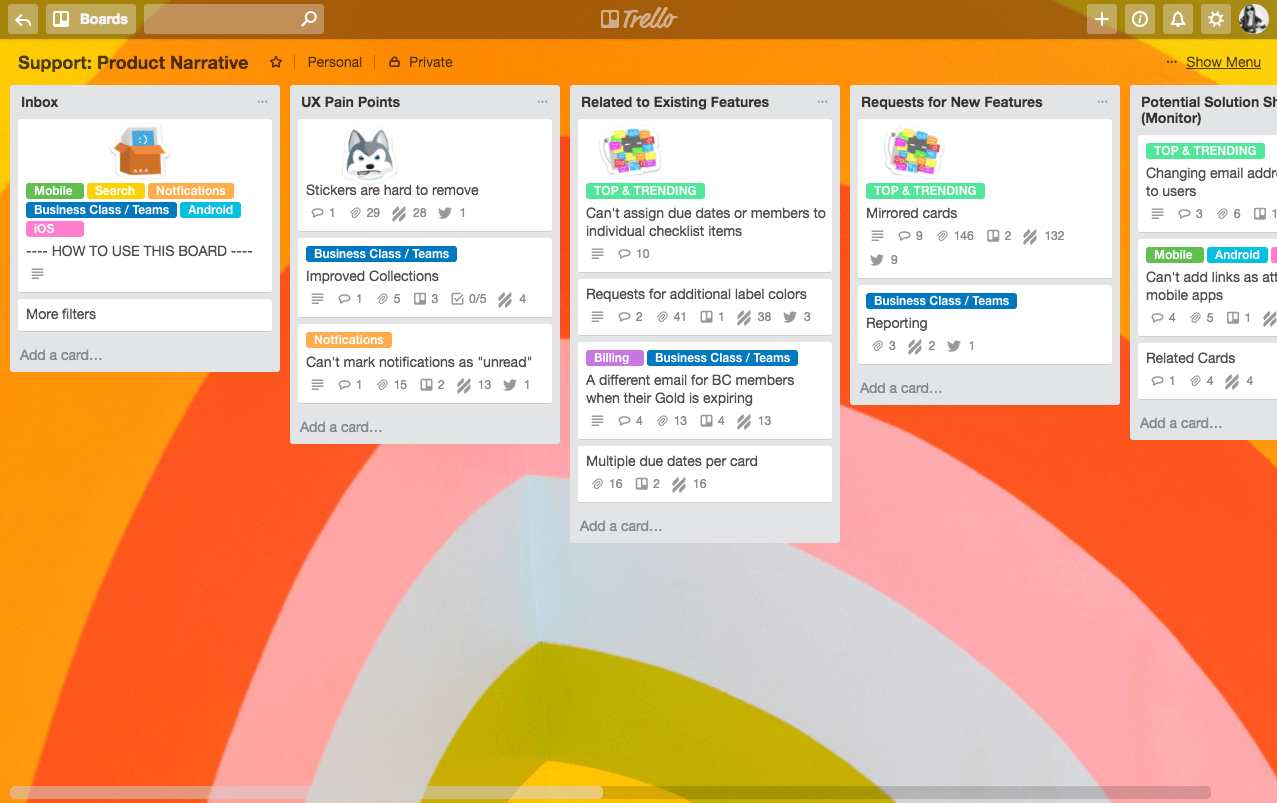 Boards
Trello
Support: Product Narrative
Personal
Private
... Show Menu
Inbox
Mobile Search Notfications
Business Class / Teams Android
iOS
---- HOW TO USE THIS BOARD ----
More filters
Add a card…
UX Pain Points
Stickers are hard to remove
1 29 28 1
Business Class / Teams
Improved Collections
1 5 3 0/5 4
Notfications
Can't mark notifications as "unread"
1 15 2 13 1
Add a card…
Related to Existing Features
TOP & TRENDING
Can't assign due dates or members to
individual checklist items
10
Requests for additional label colors
2 41 1 38 3
Billing Business Class / Teams
A different email for BC members
when their Gold is expiring
4 13 4 13
Multiple due dates per card
16 2 16
Add a card…
Requests for New Features
TOP & TRENDING
Mirrored cards
9 146 2 132
9
Business Class / Teams
Reporting
3 2 1
Add a card…
Potential Solution Sh
(Monitor)
TOP & TRENDING
Changing email addre
to users
3 6 1
Mobile Android
Can't add links as att
mobile apps
4 5 1
Related Cards
1 4 4
Add a card…